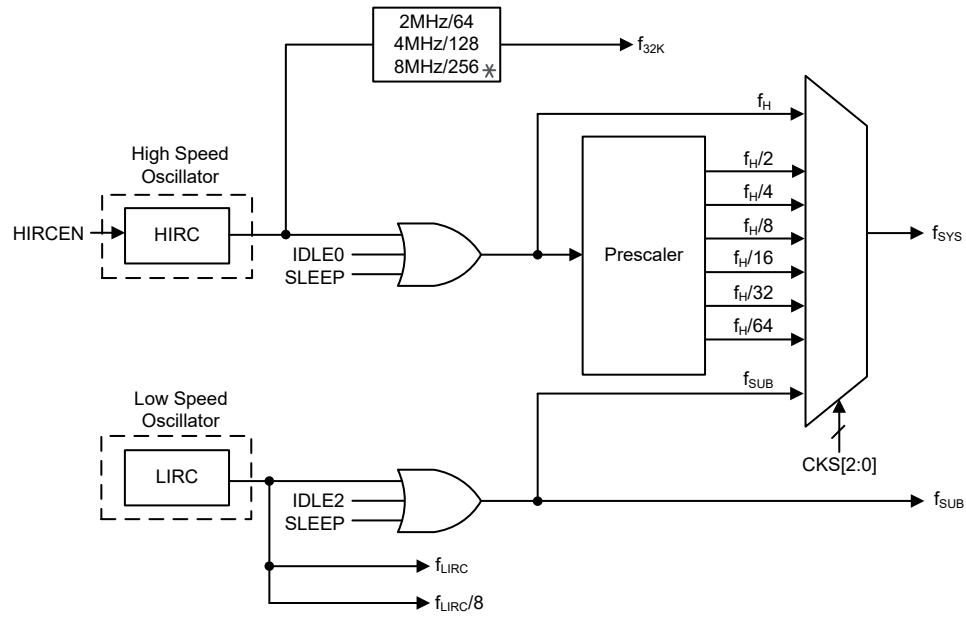 2MHz/64
4MHz/128
8MHz/256 *
f32K
fH
High Speed
Oscillator
HIRCEN
HIRC
IDLE0
SLEEP
Prescaler
fH/2
fH/4
fH/8
fH/16
fH/32
fH/64
fSYS
fSUB
CKS[2:0]
Low Speed
Oscillator
LIRC
IDLE2
SLEEP
fSUB
fLIRC
fLIRC/8